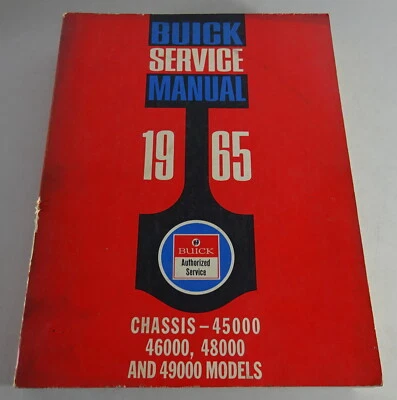 BUICK
SERVICE
MANUAL
19 65
BUICK
Authorized
Service
CHASSIS - 45000
46000, 48000
AND 49000 MODELS